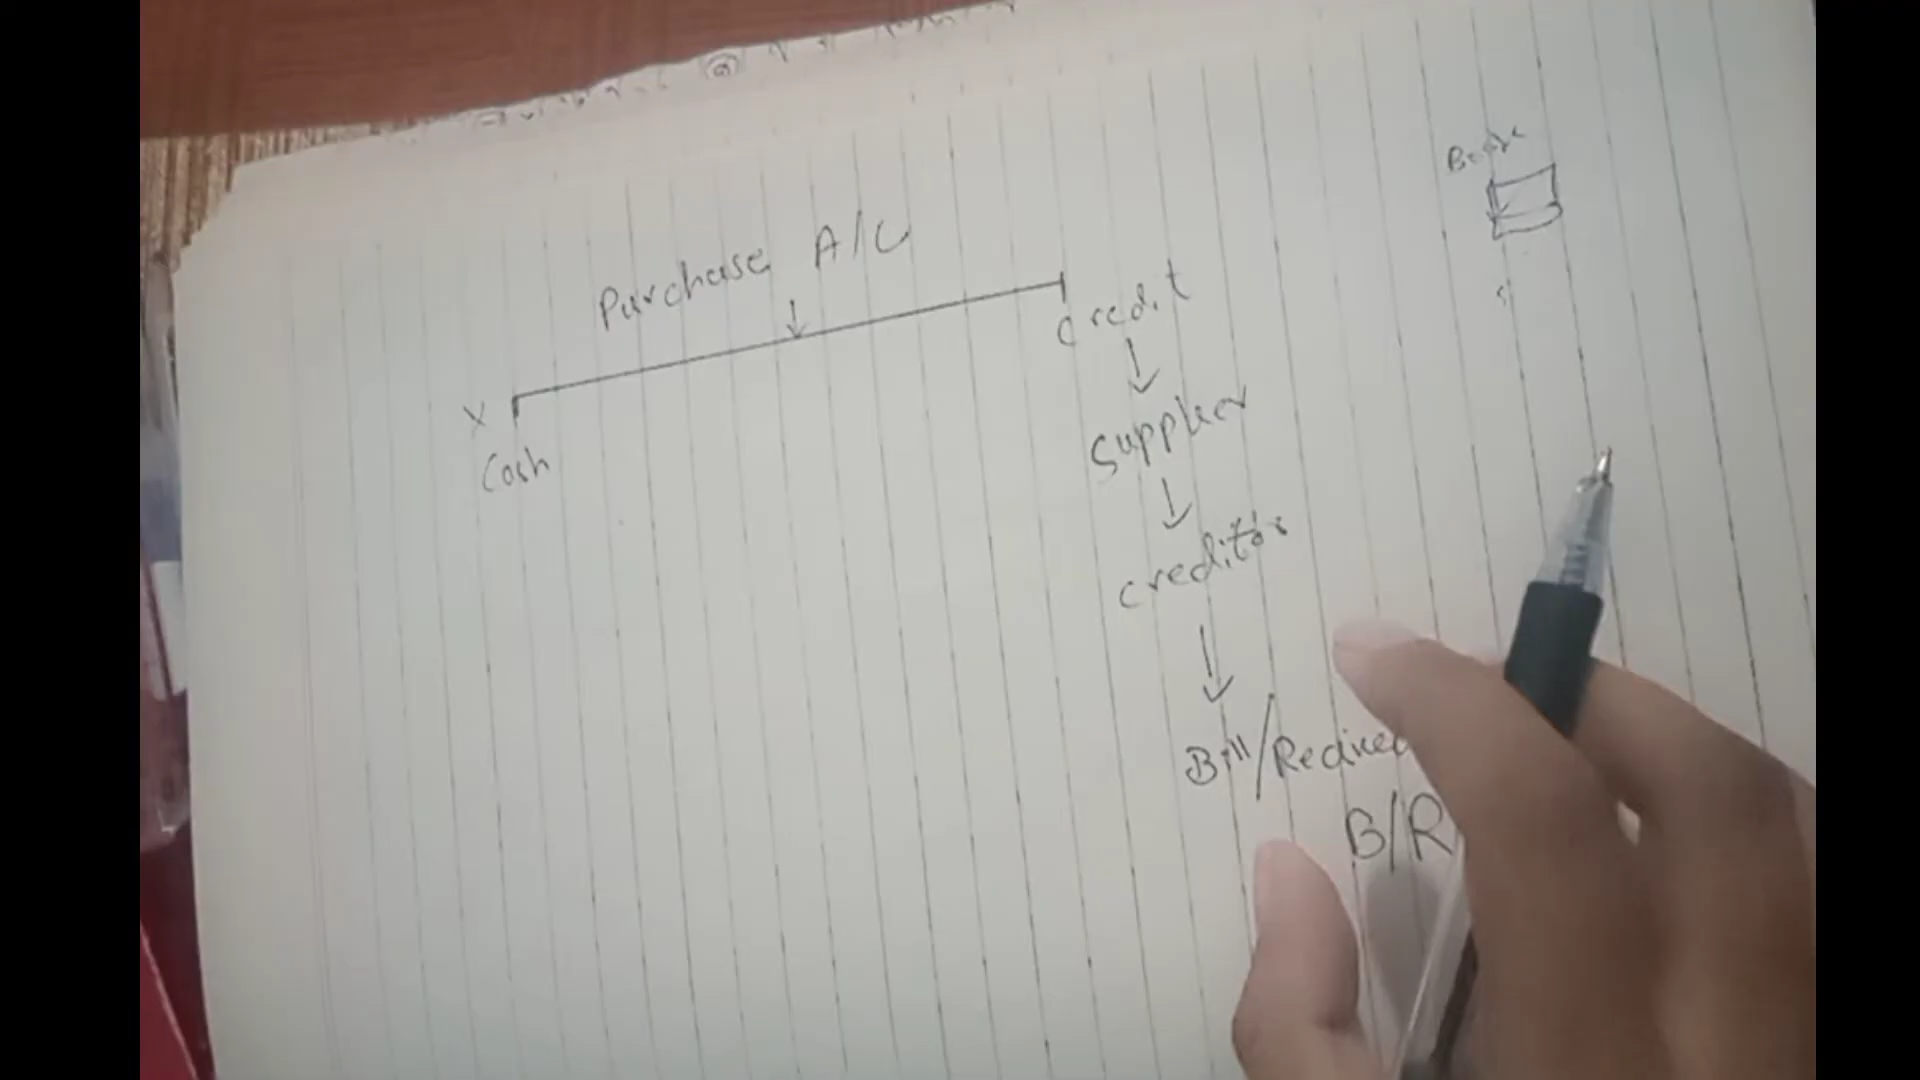 Purchase A/C
Credit
X
Cash
Supplier
creditor
Bill/Recived
B/R